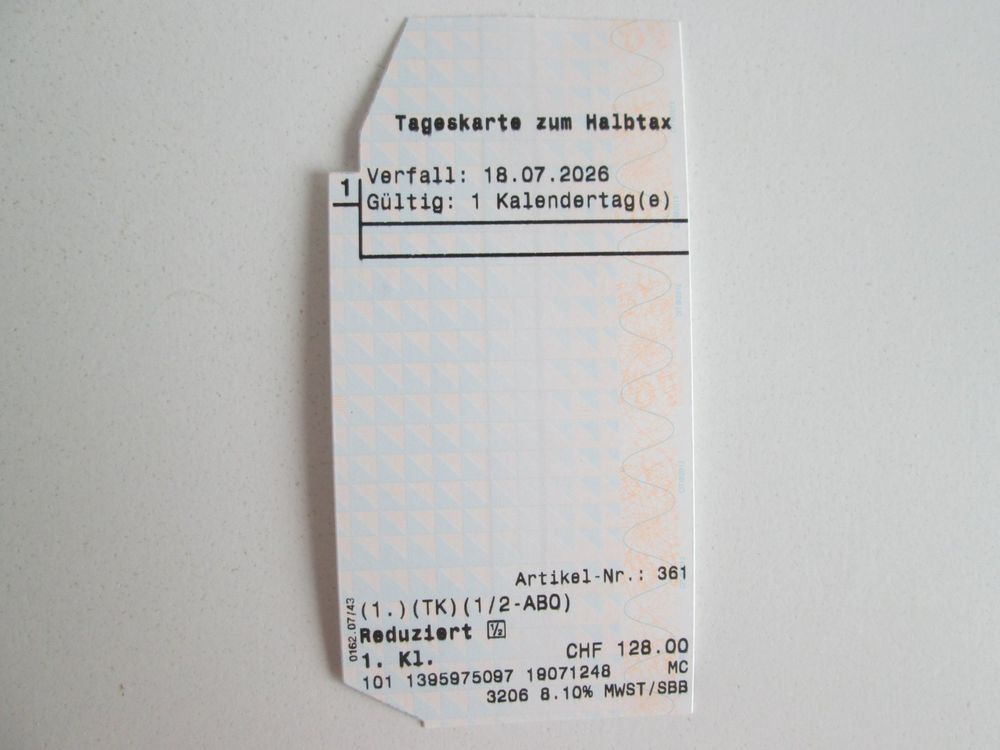 Tageskarte zum Halbtax
1
Verfall: 18.07.2026
Gültig: 1 Kalendertag(e)
Artikel-Nr.: 361
(1.)(TK)(1/2-ABO)
Reduziert ½
1. Kl.
CHF 128.00
101 1395975097 19071248 MC
3206 8.10% MWST/SBB
0162.07/43